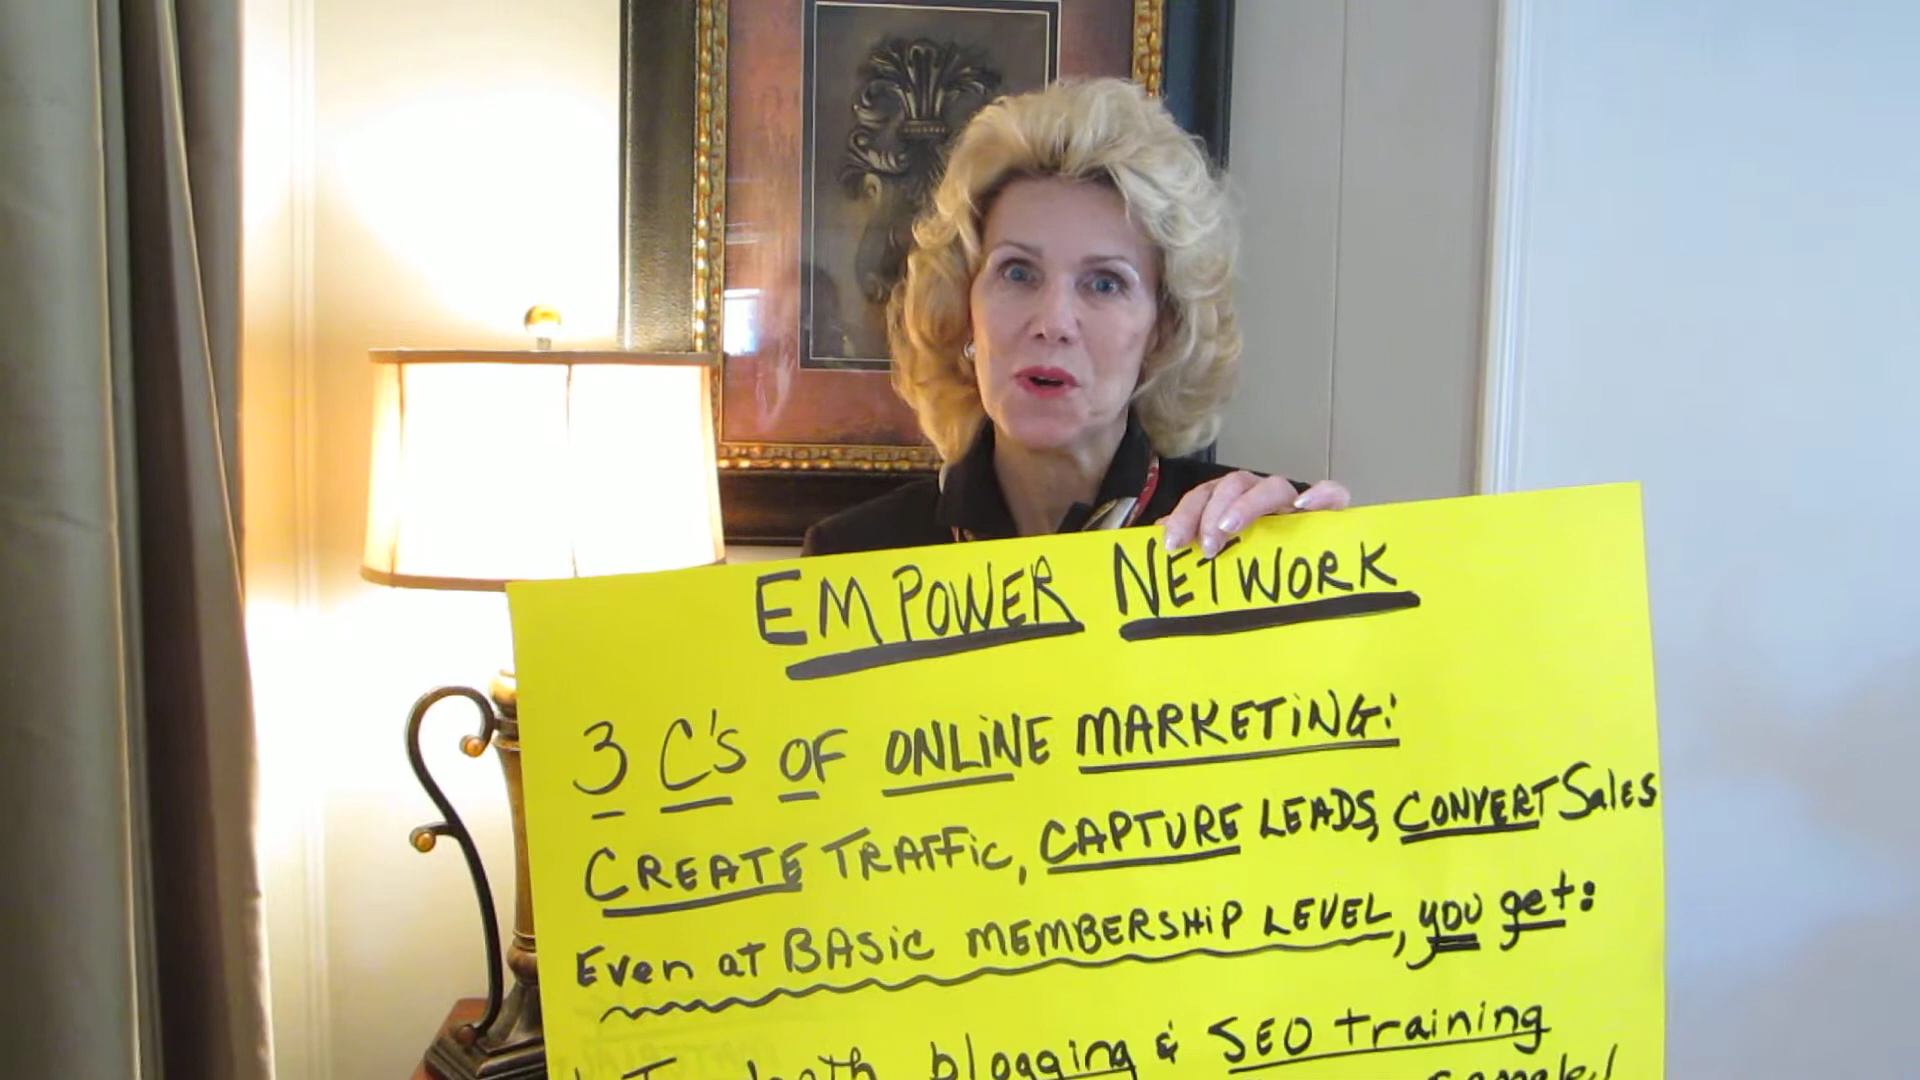 EMPOWER NETWORK
3 C's OF ONLINE MARKETING:
CREATE TRAFFIC, CAPTURE LEADS, CONVERT Sales
Even at BASIC MEMBERSHIP LEVEL, you get:
blogging & SEO training